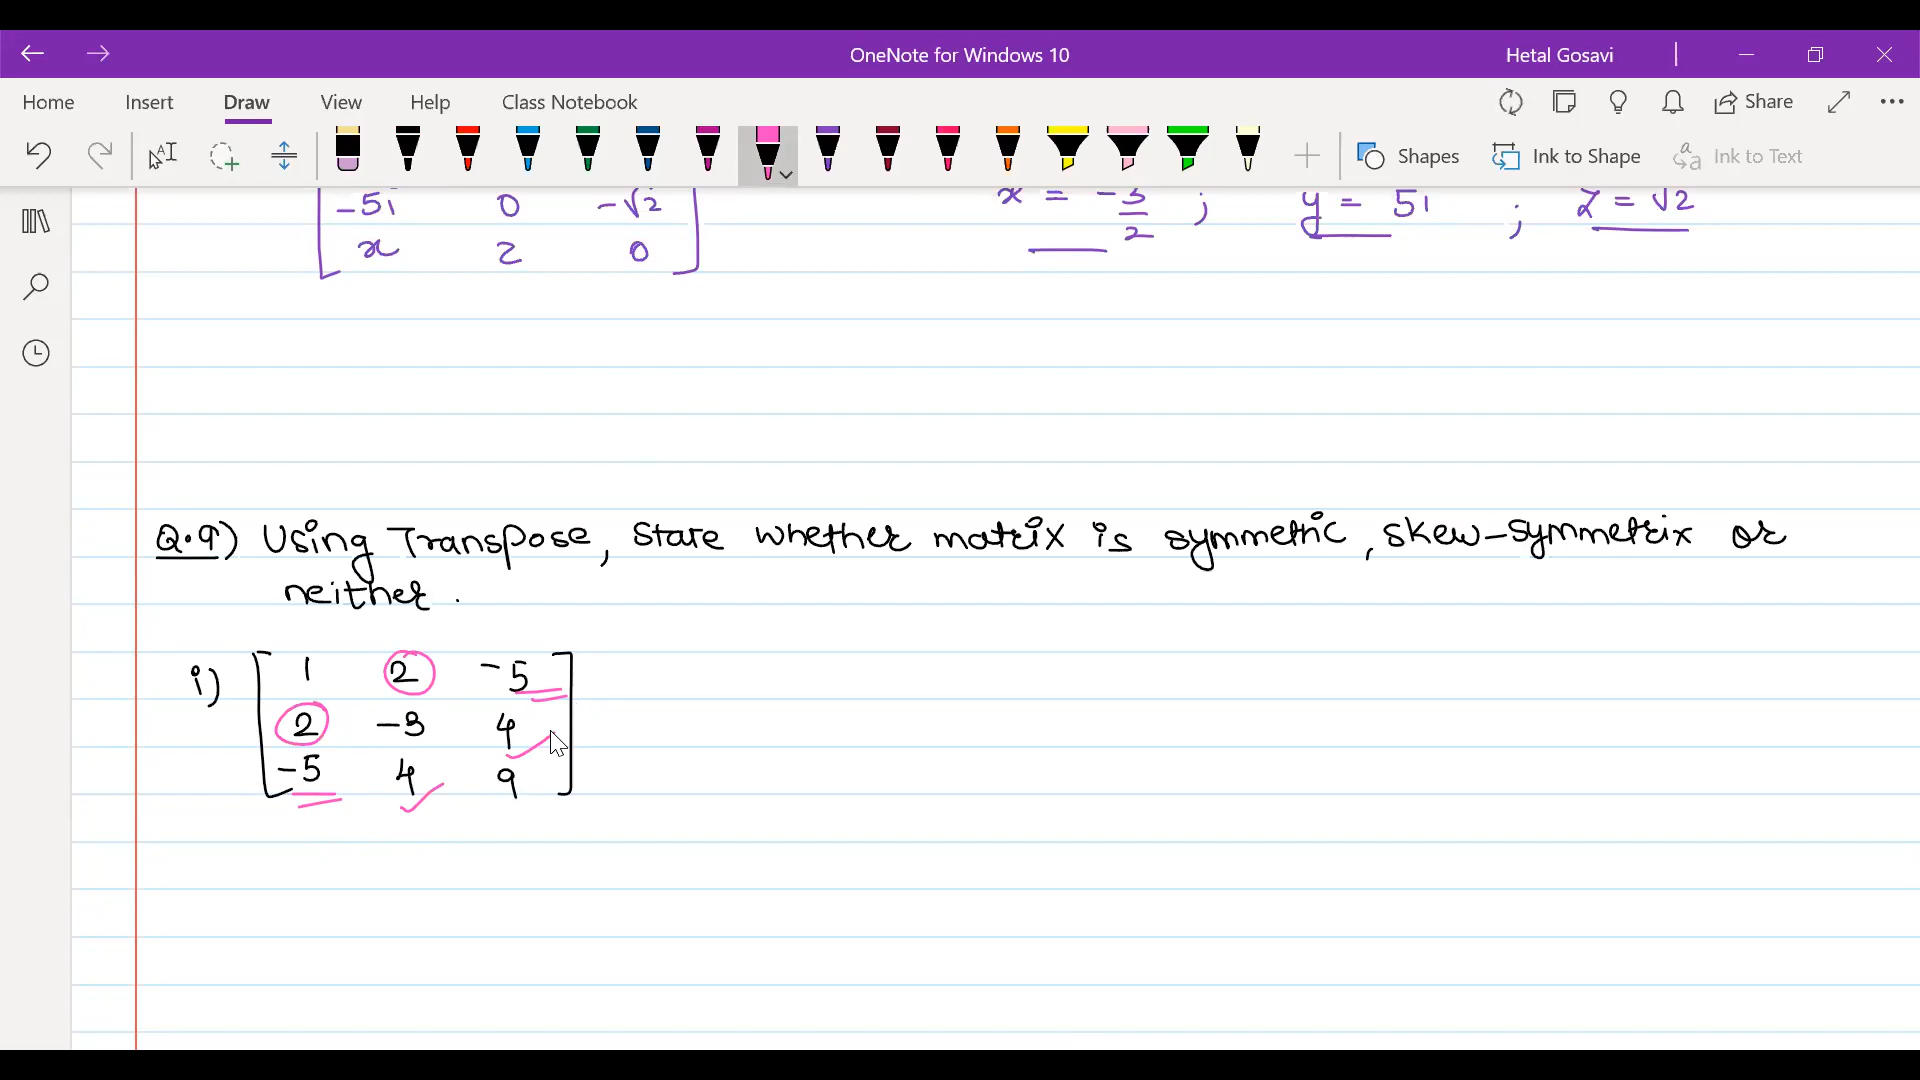 OneNote for Windows 10
Hetal Gosavi
Home Insert Draw View Help Class Notebook
Share
Shapes Ink to Shape Ink to Text
-5i 0 -√2
x 2 0
x = -3/2 ; y = 5i ; z = √2
Q.9) Using Transpose, State whether matrix is symmetric, skew-symmetrix or
neither.
i) 1 2 -5
2 -3 4
-5 4 9